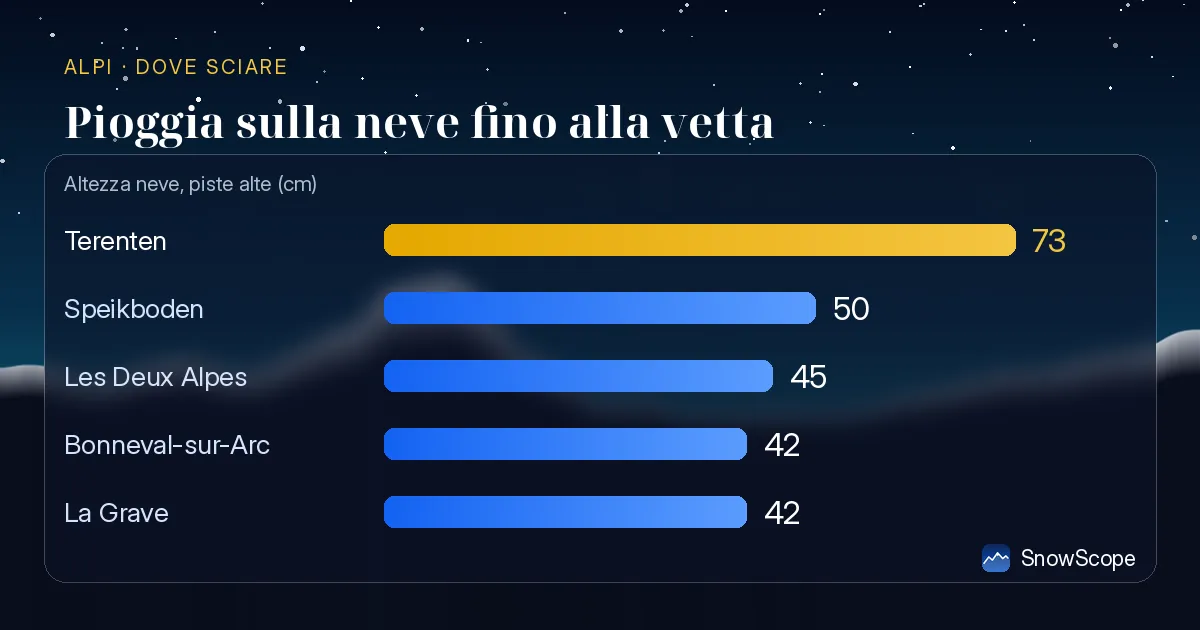 ALPI · DOVE SCIARE
Pioggia sulla neve fino alla vetta
Altezza neve, piste alte (cm)
Terenten 73
Speikboden 50
Les Deux Alpes 45
Bonneval-sur-Arc 42
La Grave 42
SnowScope